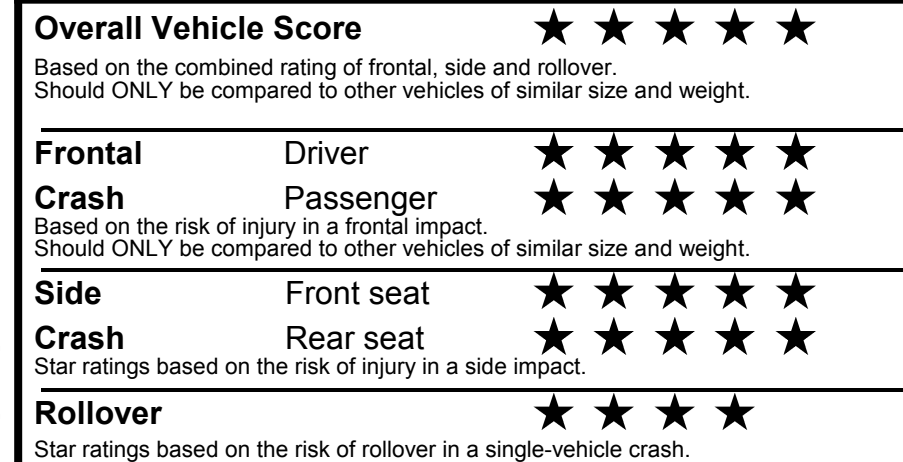 Overall Vehicle Score ★ ★ ★ ★ ★
Based on the combined rating of frontal, side and rollover.
Should ONLY be compared to other vehicles of similar size and weight.
Frontal Driver ★ ★ ★ ★ ★
Crash Passenger ★ ★ ★ ★ ★
Based on the risk of injury in a frontal impact.
Should ONLY be compared to other vehicles of similar size and weight.
Side Front seat ★ ★ ★ ★ ★
Crash Rear seat ★ ★ ★ ★ ★
Star ratings based on the risk of injury in a side impact.
Rollover ★ ★ ★ ★
Star ratings based on the risk of rollover in a single-vehicle crash.